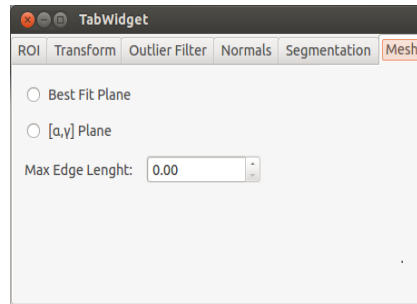 TabWidget
ROI Transform Outlier Filter Normals Segmentation Mesh
Best Fit Plane
[α,γ] Plane
Max Edge Lenght: 0.00